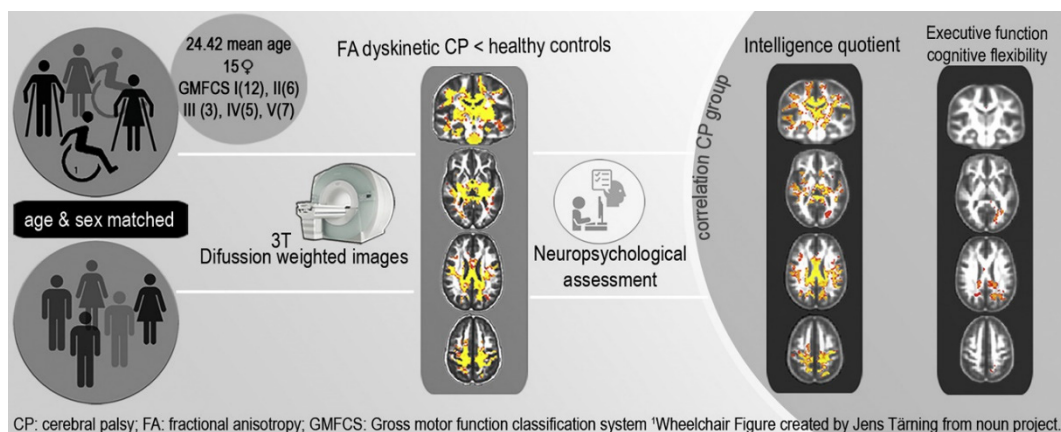 24.42 mean age
15♀
GMFCS I(12), II(6)
III (3), IV(5), V(7)
1
age & sex matched
3T
Difussion weighted images
FA dyskinetic CP < healthy controls
Neuropsychological
assessment
correlation CP group
Intelligence quotient
Executive function
cognitive flexibility
CP: cerebral palsy; FA: fractional anisotropy; GMFCS: Gross motor function classification system ¹Wheelchair Figure created by Jens Tärning from noun project